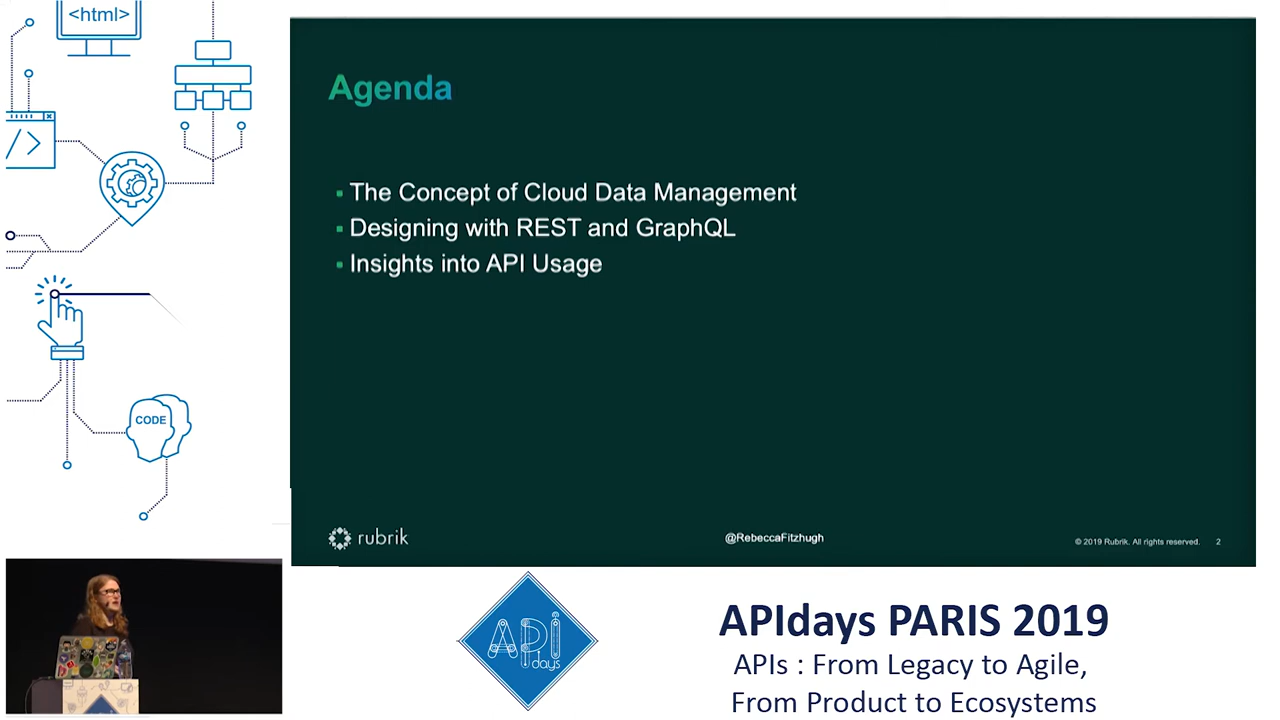 <html>
</>
CODE
Agenda
The Concept of Cloud Data Management
Designing with REST and GraphQL
Insights into API Usage
rubrik
@RebeccaFitzhugh
© 2019 Rubrik. All rights reserved. 2
API
days
APIdays PARIS 2019
APIs : From Legacy to Agile,
From Product to Ecosystems